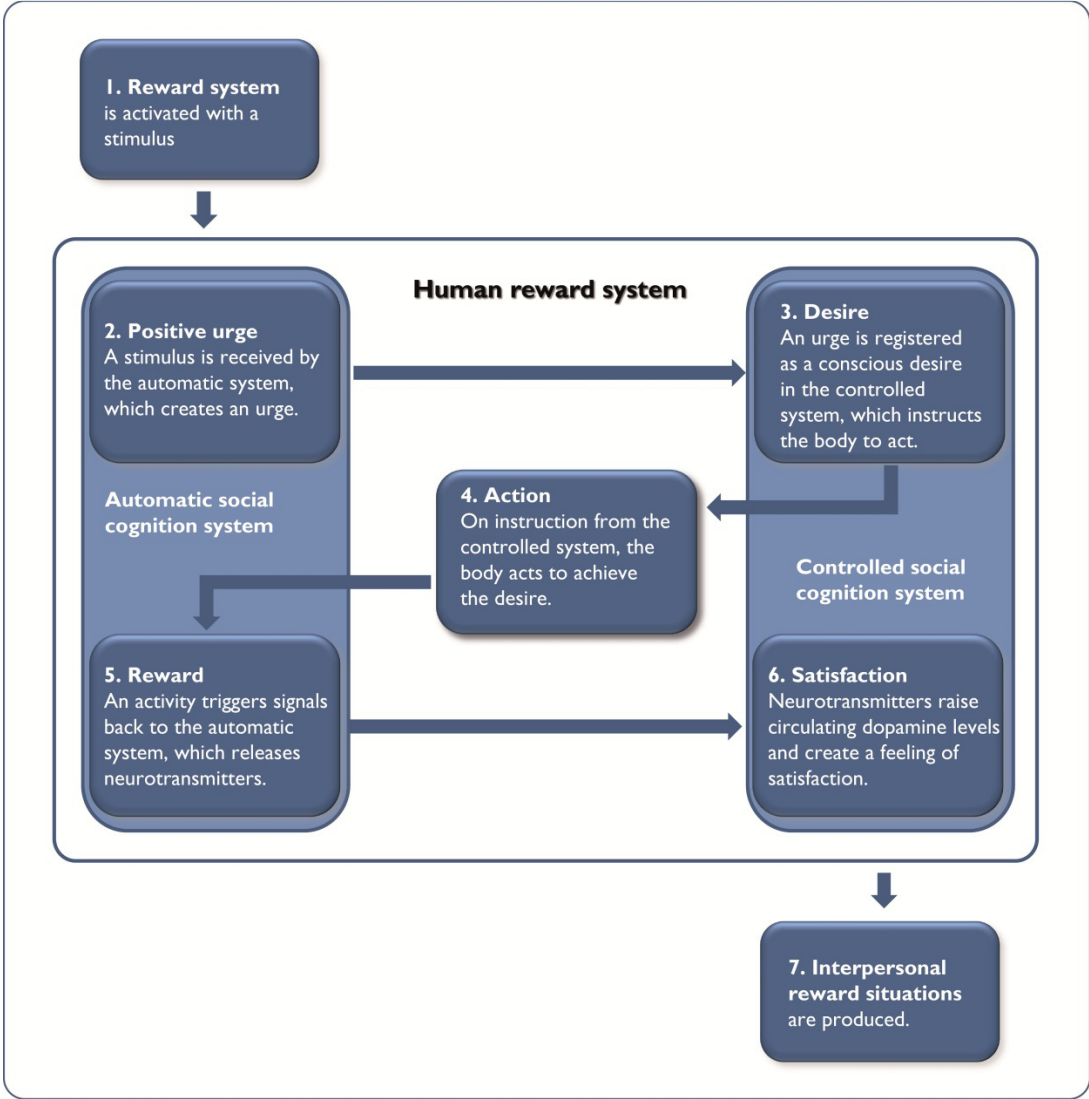 1. Reward system
is activated with a
stimulus
Human reward system
2. Positive urge
A stimulus is received by
the automatic system,
which creates an urge.
3. Desire
An urge is registered
as a conscious desire
in the controlled
system, which instructs
the body to act.
Automatic social
cognition system
4. Action
On instruction from the
controlled system, the
body acts to achieve
the desire.
Controlled social
cognition system
5. Reward
An activity triggers signals
back to the automatic
system, which releases
neurotransmitters.
6. Satisfaction
Neurotransmitters raise
circulating dopamine levels
and create a feeling of
satisfaction.
7. Interpersonal
reward situations
are produced.